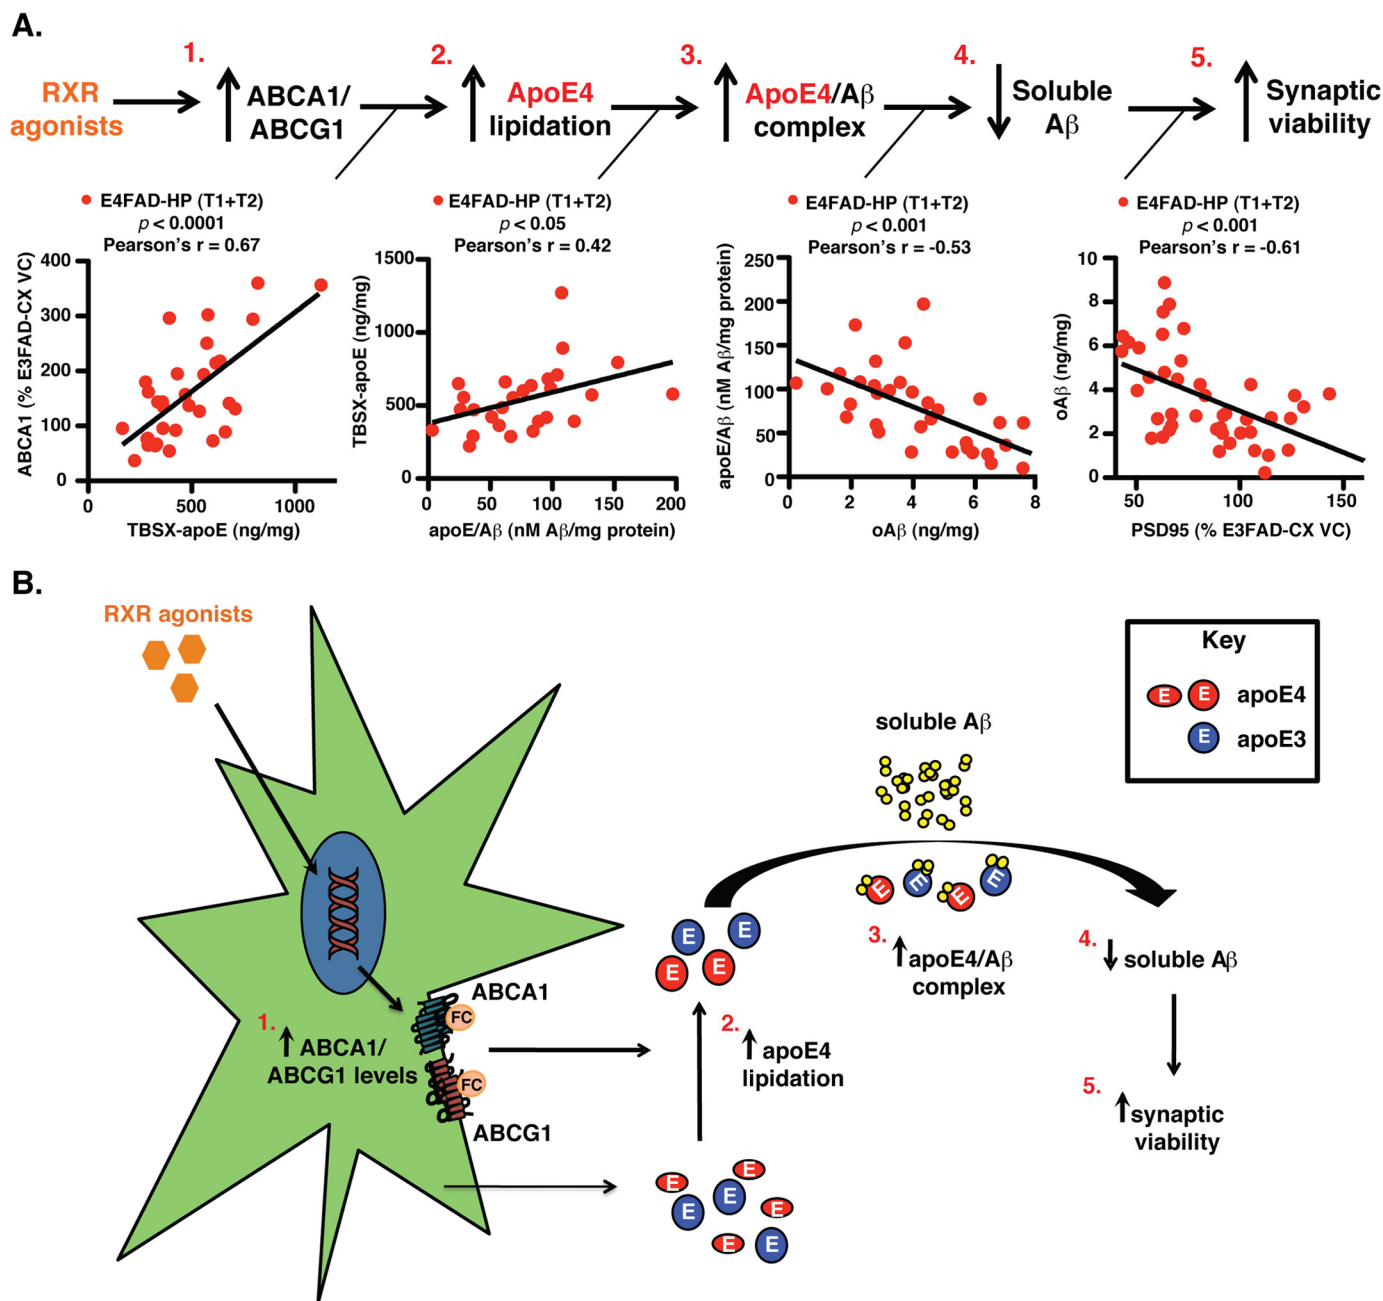 A.
1.
2.
3.
4.
5.
RXR
agonists
ABCA1/
ABCG1
ApoE4
lipidation
ApoE4/Aβ
complex
Soluble
Aβ
Synaptic
viability
E4FAD-HP (T1+T2)
p < 0.0001
Pearson's r = 0.67
ABCA1 (% E3FAD-CX VC)
400
300
200
100
0
0
500
1000
TBSX-apoE (ng/mg)
E4FAD-HP (T1+T2)
p < 0.05
Pearson's r = 0.42
TBSX-apoE (ng/mg)
1500
1000
500
0
0
50
100
150
200
apoE/Aβ (nM Aβ/mg protein)
E4FAD-HP (T1+T2)
p < 0.001
Pearson's r = -0.53
apoE/Aβ (nM Aβ/mg protein)
250
200
150
100
50
0
0
2
4
6
8
oAβ (ng/mg)
E4FAD-HP (T1+T2)
p < 0.001
Pearson's r = -0.61
oAβ (ng/mg)
10
8
6
4
2
0
50
100
150
PSD95 (% E3FAD-CX VC)
B.
RXR agonists
Key
E
E
apoE4
E
apoE3
soluble Aβ
E
E
E
E
E
E
E
E
3.
apoE4/Aβ
complex
4.
soluble Aβ
ABCA1
FC
1.
ABCA1/
ABCG1 levels
FC
ABCG1
2.
apoE4
lipidation
5.
synaptic
viability
E
E
E
E
E
E
E